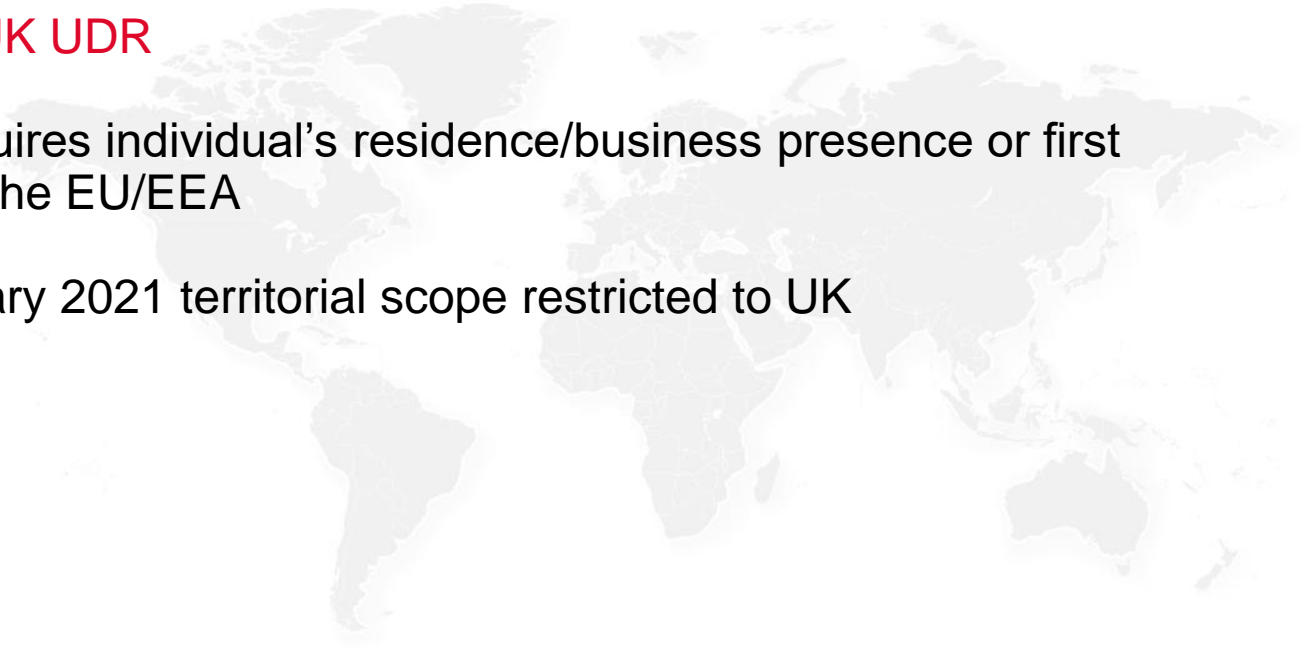 UK UDR
uires individual’s residence/business presence or first
he EU/EEA
ary 2021 territorial scope restricted to UK